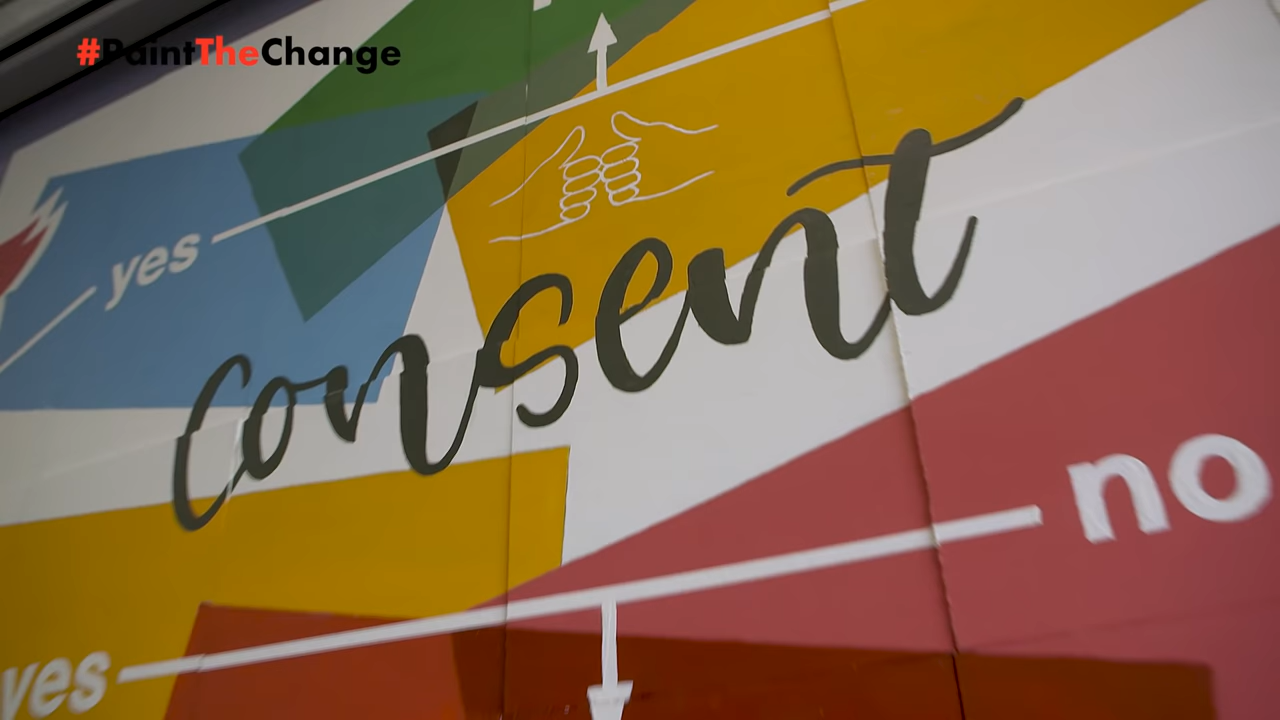 #PaintTheChange
yes
consent
no
yes